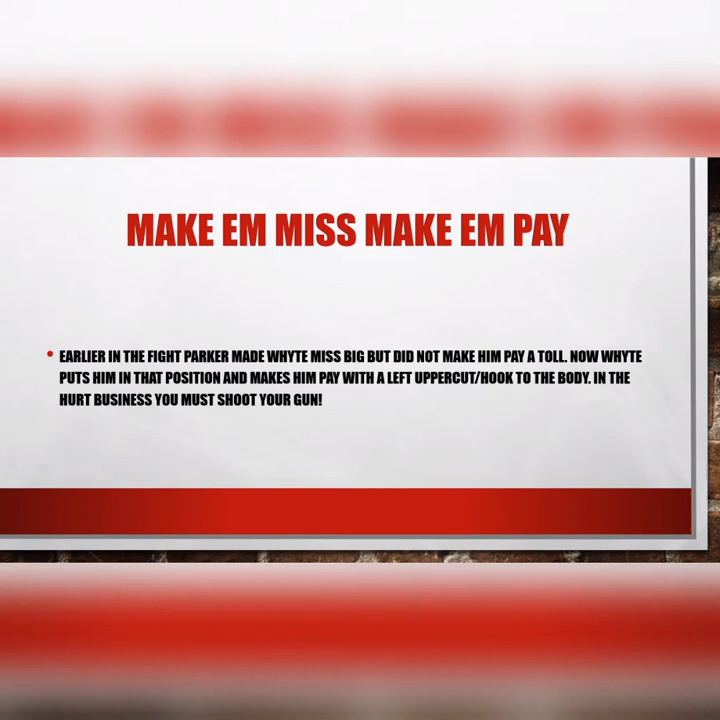 MAKE EM MISS MAKE EM PAY
• EARLIER IN THE FIGHT PARKER MADE WHYTE MISS BIG BUT DID NOT MAKE HIM PAY A TOLL. NOW WHYTE
PUTS HIM IN THAT POSITION AND MAKES HIM PAY WITH A LEFT UPPERCUT/HOOK TO THE BODY. IN THE
HURT BUSINESS YOU MUST SHOOT YOUR GUN!